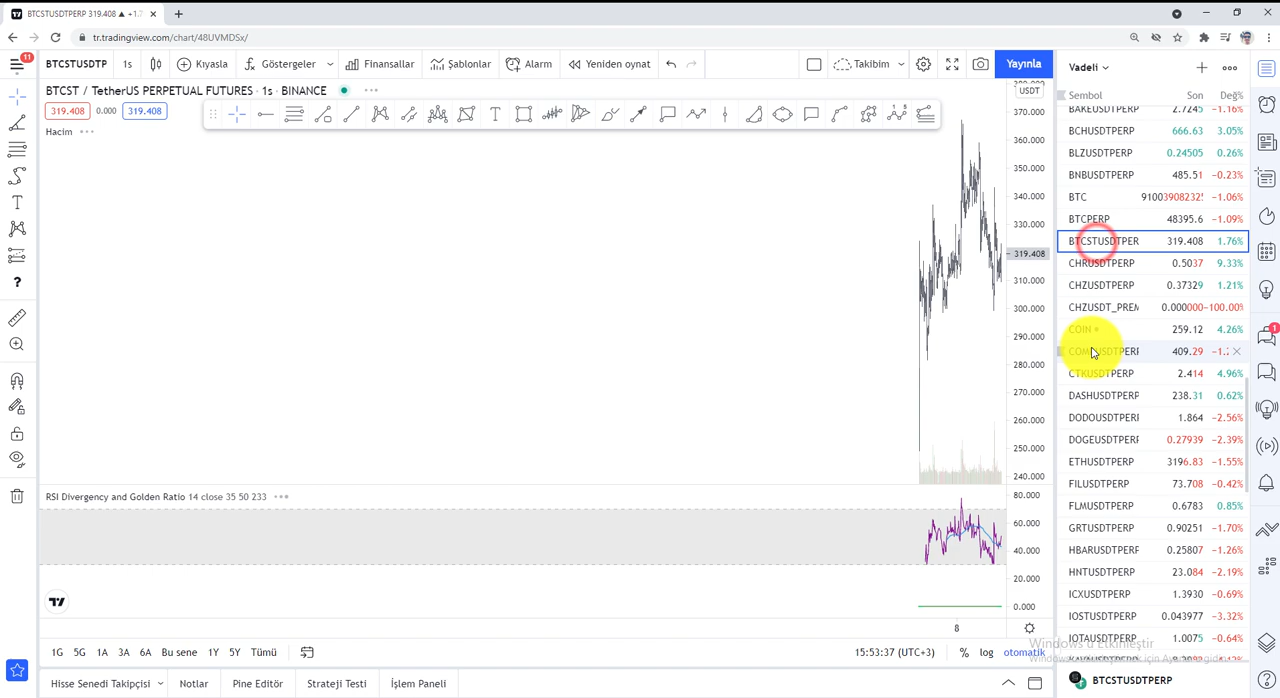 BTCSTUSDTPERP 319.408 ▲ +1.7
tr.tradingview.com/chart/48UVMDSx/
11
BTCSTUSDTP
1s
Kıyasla
Göstergeler
Finansallar
Şablonlar
Alarm
Yeniden oynat
Takibim
Yayınla
Vadeli
BTCST / TetherUS PERPETUAL FUTURES · 1s · BINANCE
USDT
319.408 0.000 319.408
Hacim
370.000
360.000
350.000
340.000
330.000
319.408
310.000
300.000
290.000
280.000
270.000
260.000
250.000
240.000
RSI Divergency and Golden Ratio 14 close 35 50 233
80.000
60.000
40.000
20.000
0.000
8
Sembol Son Değ%
BAKEUSDTPERP 2.7245 −1.16%
BCHUSDTPERP 666.63 3.05%
BLZUSDTPERP 0.24505 0.26%
BNBUSDTPERP 485.51 −0.23%
BTC 91003908232! −1.06%
BTCPERP 48395.6 −1.09%
BTCSTUSDTPER 319.408 1.76%
CHRUSDTPERP 0.5037 9.33%
CHZUSDTPERP 0.37329 1.21%
CHZUSDT_PREM 0.000000 −100.00%
COIN 259.12 4.26%
COMPUSDTPERP 409.29 −1.2
CTKUSDTPERP 2.414 4.96%
DASHUSDTPERP 238.31 0.62%
DODOUSDTPERI 1.864 −2.56%
DOGEUSDTPERP 0.27939 −2.39%
ETHUSDTPERP 3196.83 −1.55%
FILUSDTPERP 73.708 −0.42%
FLMUSDTPERP 0.6783 0.85%
GRTUSDTPERP 0.90251 −1.70%
HBARUSDTPERP 0.25807 −1.26%
HNTUSDTPERP 23.084 −2.19%
ICXUSDTPERP 1.3930 −0.69%
IOSTUSDTPERP 0.043977 −3.32%
IOTAUSDTPERP 1.0075 −0.64%
1
1G 5G 1A 3A 6A Bu sene 1Y 5Y Tümü
15:53:37 (UTC+3) % log otomatik
Windows'u Etkinleştir
Hisse Senedi Takipçisi
Notlar
Pine Editör
Strateji Testi
İşlem Paneli
BTCSTUSDTPERP